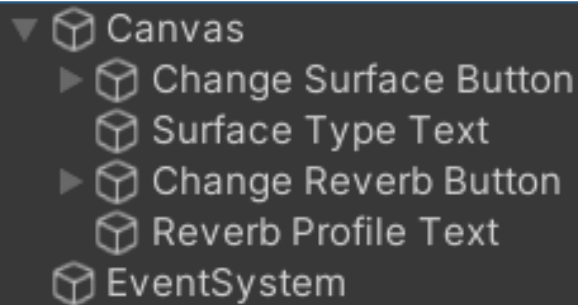 Canvas
Change Surface Button
Surface Type Text
Change Reverb Button
Reverb Profile Text
EventSystem